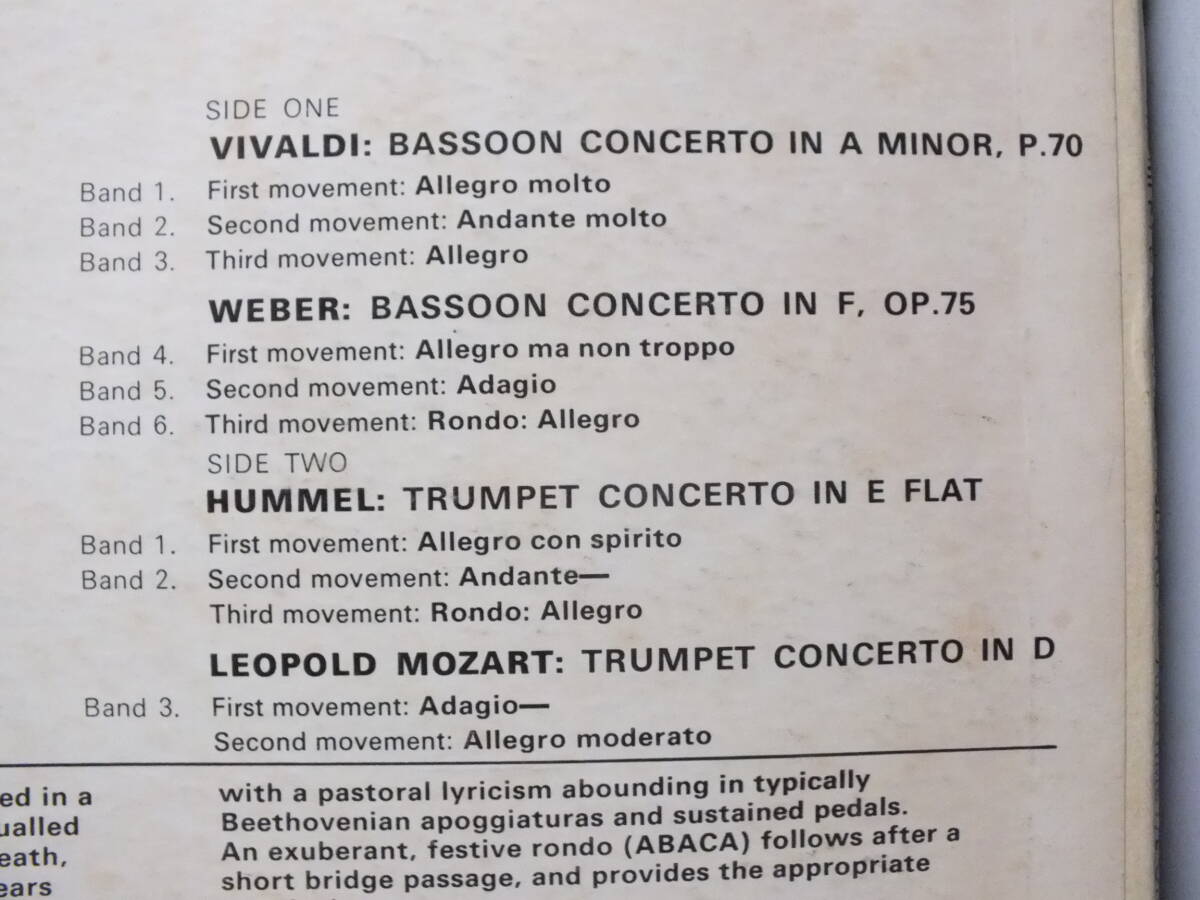 SIDE ONE
VIVALDI: BASSOON CONCERTO IN A MINOR, P.70
Band 1. First movement: Allegro molto
Band 2. Second movement: Andante molto
Band 3. Third movement: Allegro
WEBER: BASSOON CONCERTO IN F, OP.75
Band 4. First movement: Allegro ma non troppo
Band 5. Second movement: Adagio
Band 6. Third movement: Rondo: Allegro
SIDE TWO
HUMMEL: TRUMPET CONCERTO IN E FLAT
Band 1. First movement: Allegro con spirito
Band 2. Second movement: Andante—
Third movement: Rondo: Allegro
LEOPOLD MOZART: TRUMPET CONCERTO IN D
Band 3. First movement: Adagio—
Second movement: Allegro moderato
ed in a
ualled
eath,
ears
with a pastoral lyricism abounding in typically
Beethovenian apoggiaturas and sustained pedals.
An exuberant, festive rondo (ABACA) follows after a
short bridge passage, and provides the appropriate